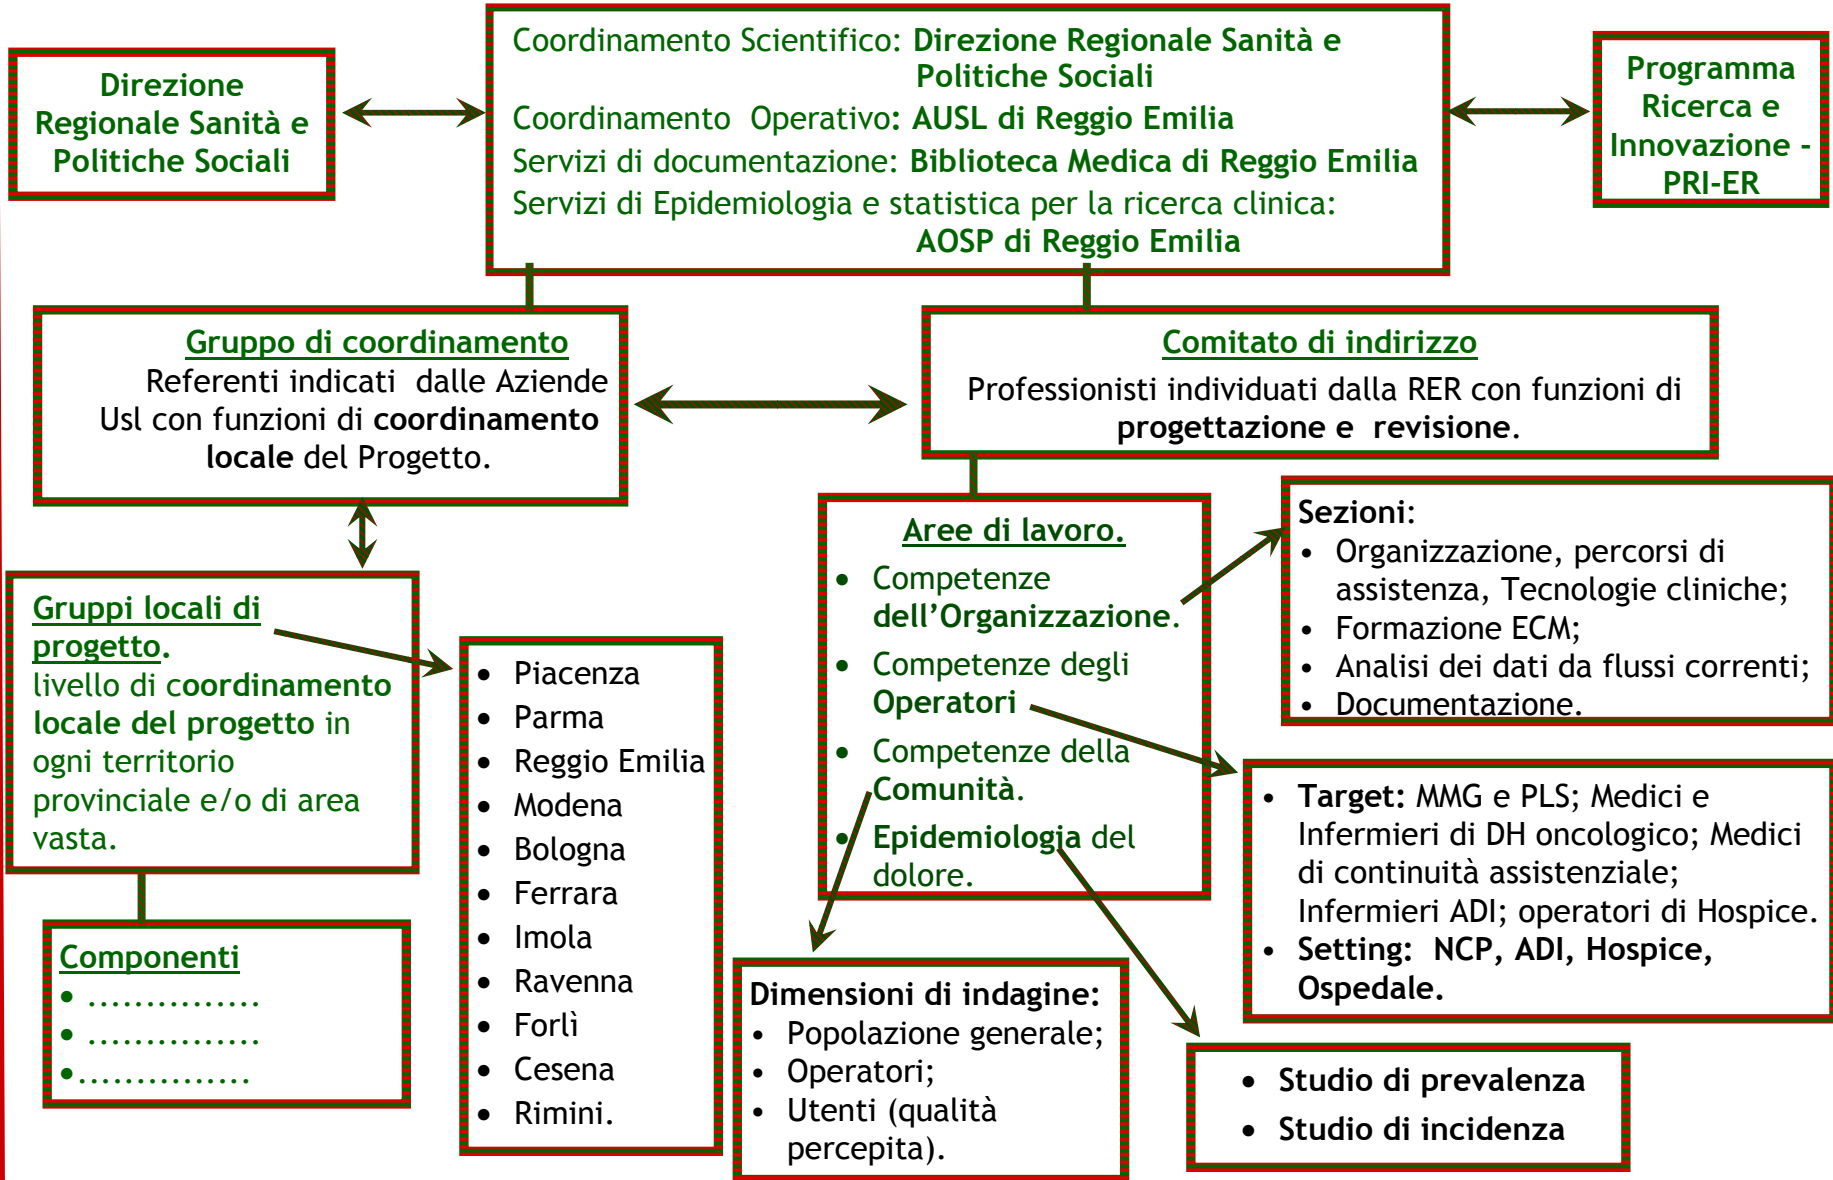 Direzione
Regionale Sanità e
Politiche Sociali
Coordinamento Scientifico: Direzione Regionale Sanità e
Politiche Sociali
Coordinamento Operativo: AUSL di Reggio Emilia
Servizi di documentazione: Biblioteca Medica di Reggio Emilia
Servizi di Epidemiologia e statistica per la ricerca clinica:
AOSP di Reggio Emilia
Programma
Ricerca e
Innovazione -
PRI-ER
Gruppo di coordinamento
Referenti indicati dalle Aziende
Usl con funzioni di coordinamento
locale del Progetto.
Comitato di indirizzo
Professionisti individuati dalla RER con funzioni di
progettazione e revisione.
Gruppi locali di
progetto.
livello di coordinamento
locale del progetto in
ogni territorio
provinciale e/o di area
vasta.
Componenti
• ...............
• ...............
• ...............
• Piacenza
• Parma
• Reggio Emilia
• Modena
• Bologna
• Ferrara
• Imola
• Ravenna
• Forlì
• Cesena
• Rimini.
Aree di lavoro.
• Competenze
dell’Organizzazione.
• Competenze degli
Operatori
• Competenze della
Comunità.
• Epidemiologia del
dolore.
Sezioni:
• Organizzazione, percorsi di
assistenza, Tecnologie cliniche;
• Formazione ECM;
• Analisi dei dati da flussi correnti;
• Documentazione.
• Target: MMG e PLS; Medici e
Infermieri di DH oncologico; Medici
di continuità assistenziale;
Infermieri ADI; operatori di Hospice.
• Setting: NCP, ADI, Hospice,
Ospedale.
Dimensioni di indagine:
• Popolazione generale;
• Operatori;
• Utenti (qualità
percepita).
• Studio di prevalenza
• Studio di incidenza